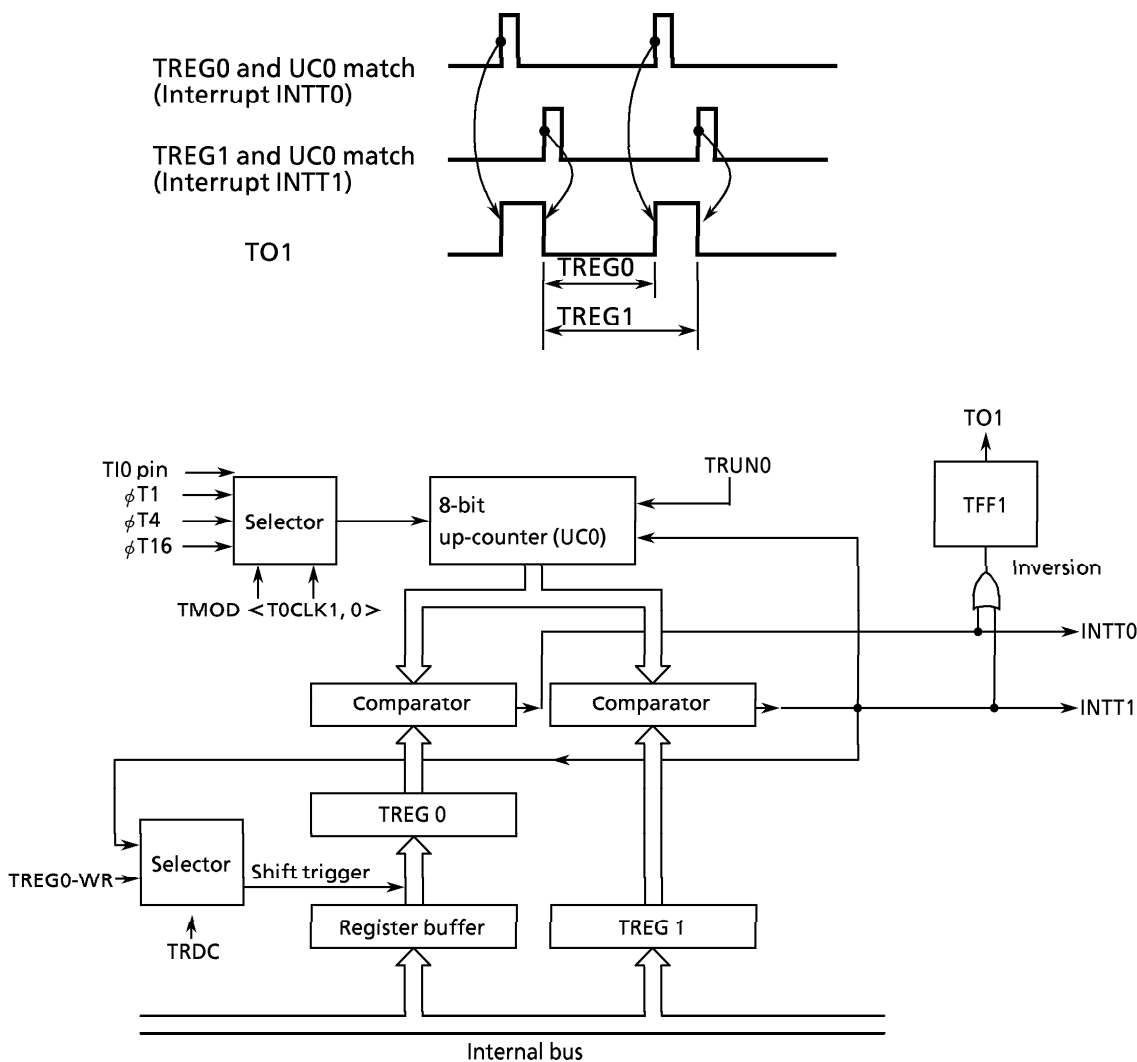 TREG0 and UC0 match
(Interrupt INTT0)
TREG1 and UC0 match
(Interrupt INTT1)
TO1
TREG0
TREG1
TO1
TI0 pin
TRUN0
ϕT1
8-bit
TFF1
ϕT4
Selector
up-counter (UC0)
ϕT16
Inversion
TMOD <T0CLK1, 0>
INTT0
Comparator
Comparator
INTT1
TREG 0
Selector
Shift trigger
TREG0-WR
Register buffer
TREG 1
TRDC
Internal bus